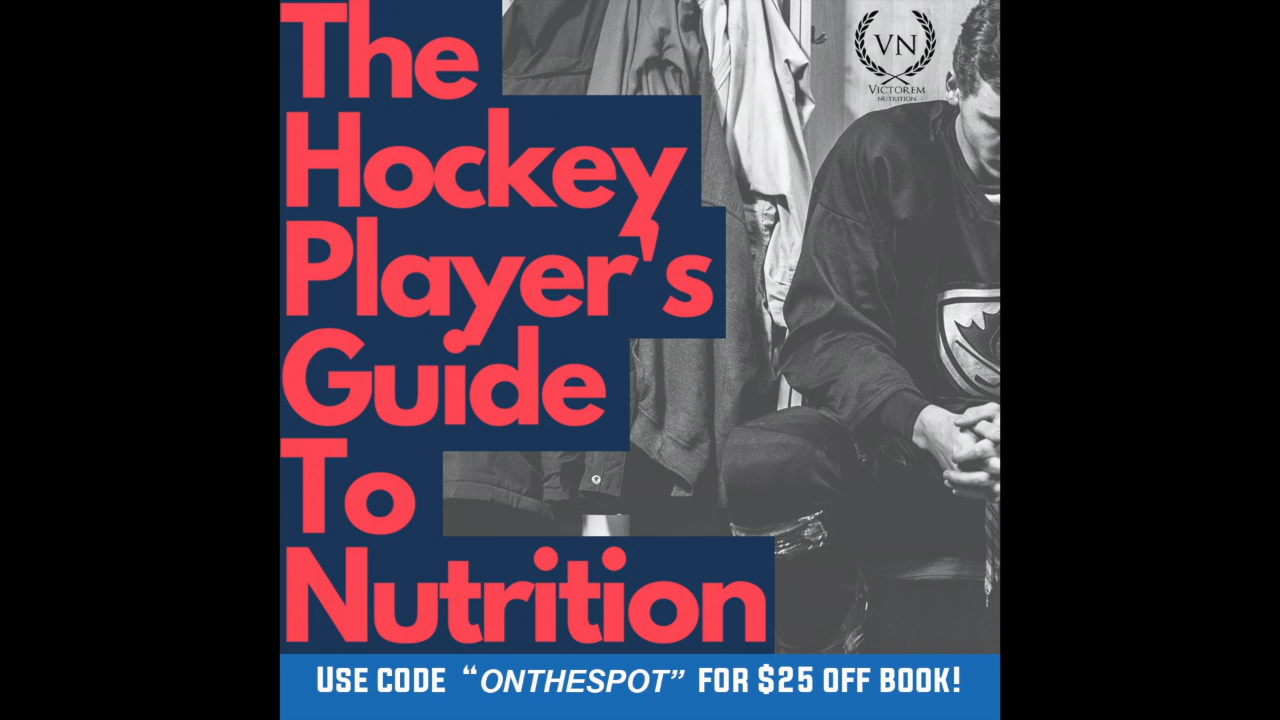 The
Hockey
Player's
Guide
To
Nutrition
VN
VICTOREM
NUTRITION
USE CODE “ONTHESPOT” FOR $25 OFF BOOK!